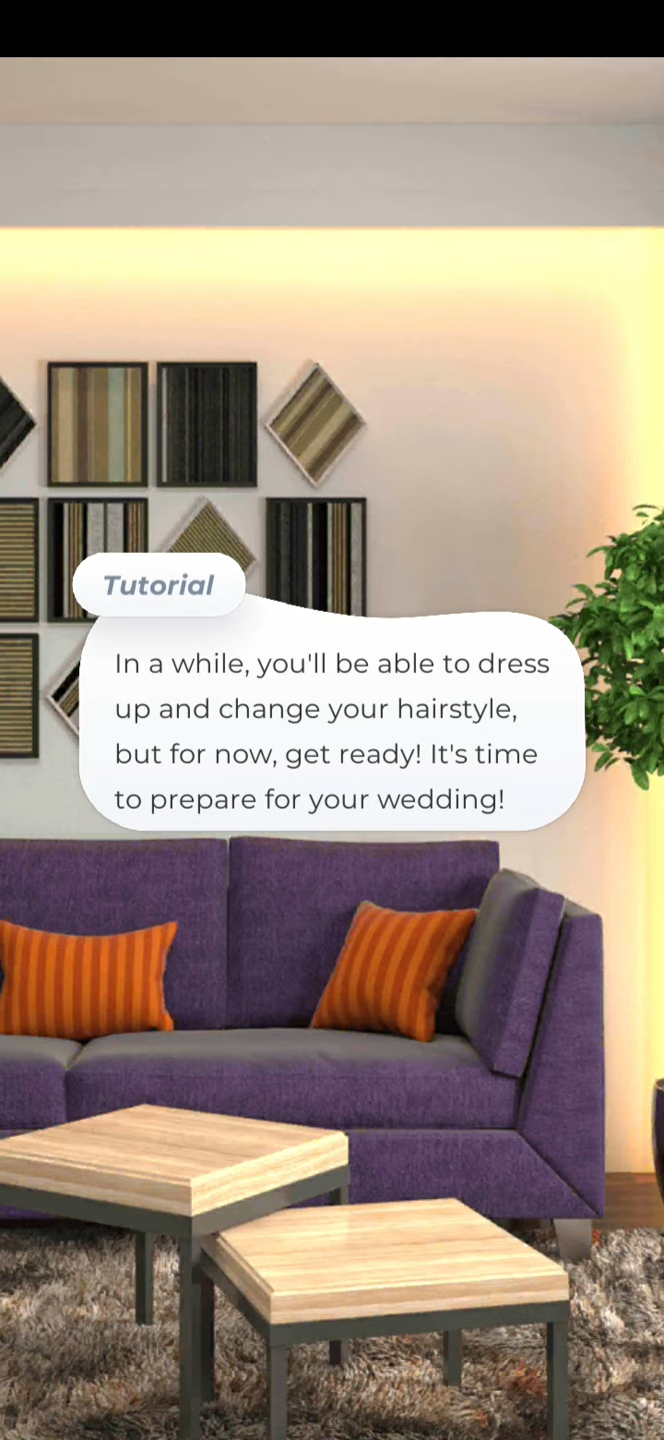 Tutorial
In a while, you'll be able to dress
up and change your hairstyle,
but for now, get ready! It's time
to prepare for your wedding!